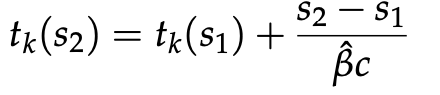 $t_k(s_2) = t_k(s_1) + \frac{s_2 - s_1}{\hat{\beta} c}$